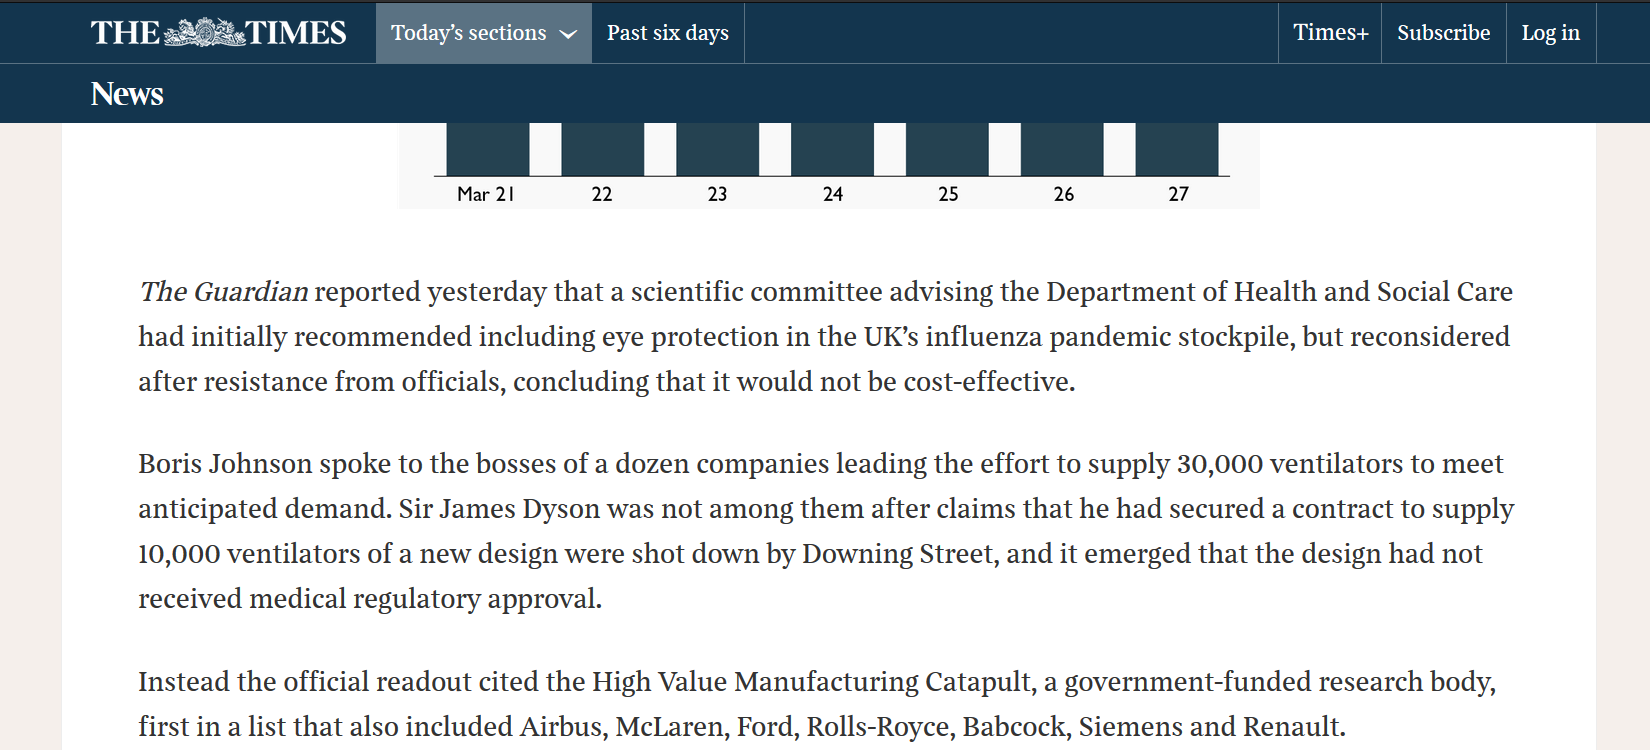 THE TIMES
Today’s sections
Past six days
Times+
Subscribe
Log in
News
Mar 21 22 23 24 25 26 27
The Guardian reported yesterday that a scientific committee advising the Department of Health and Social Care
had initially recommended including eye protection in the UK’s influenza pandemic stockpile, but reconsidered
after resistance from officials, concluding that it would not be cost-effective.
Boris Johnson spoke to the bosses of a dozen companies leading the effort to supply 30,000 ventilators to meet
anticipated demand. Sir James Dyson was not among them after claims that he had secured a contract to supply
10,000 ventilators of a new design were shot down by Downing Street, and it emerged that the design had not
received medical regulatory approval.
Instead the official readout cited the High Value Manufacturing Catapult, a government-funded research body,
first in a list that also included Airbus, McLaren, Ford, Rolls-Royce, Babcock, Siemens and Renault.